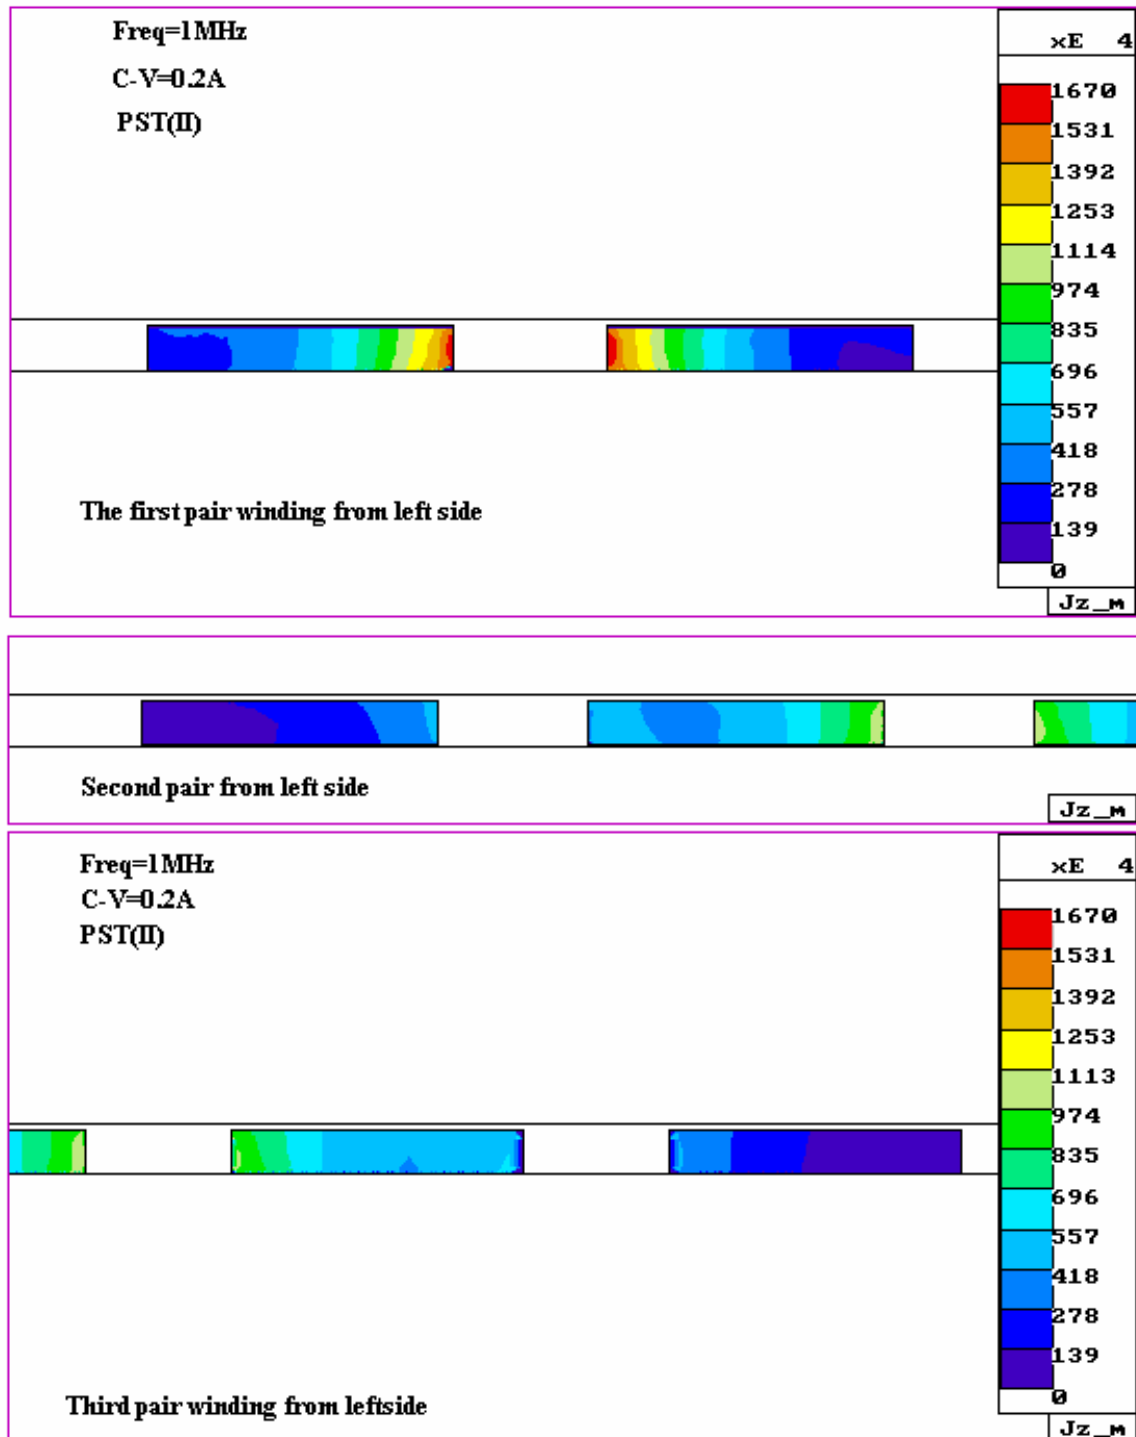 Freq=1MHz
C-V=0.2A
PST(II)
xE 4
1670
1531
1392
1253
1114
974
835
696
557
418
278
139
0
Jz_m
The first pair winding from left side
Second pair from left side
Jz_m
Freq=1MHz
C-V=0.2A
PST(II)
xE 4
1670
1531
1392
1253
1113
974
835
696
557
418
278
139
0
Jz_m
Third pair winding from leftside